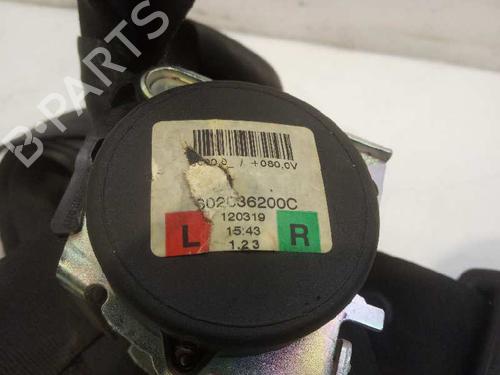 B-PARTS
/ +080.0V
602636200C
120319
L
15:43
R
1.2 3